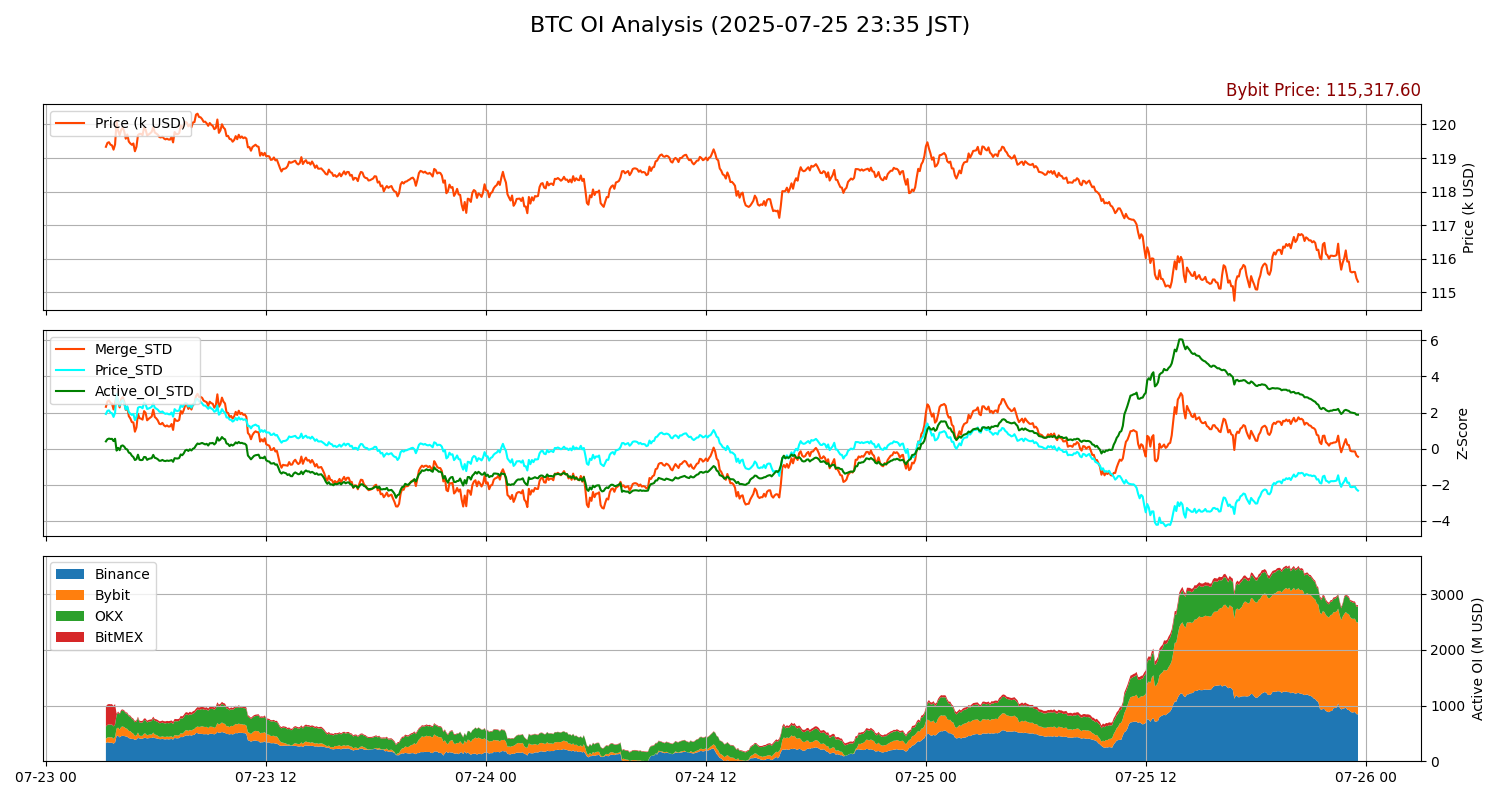 BTC OI Analysis (2025-07-25 23:35 JST)
Bybit Price: 115,317.60
Price (k USD)
120
119
118
117
116
115
Price (k USD)
Merge_STD
Price_STD
Active_OI_STD
6
4
2
0
−2
−4
Z-Score
Binance
Bybit
OKX
BitMEX
3000
2000
1000
0
Active OI (M USD)
07-23 00
07-23 12
07-24 00
07-24 12
07-25 00
07-25 12
07-26 00